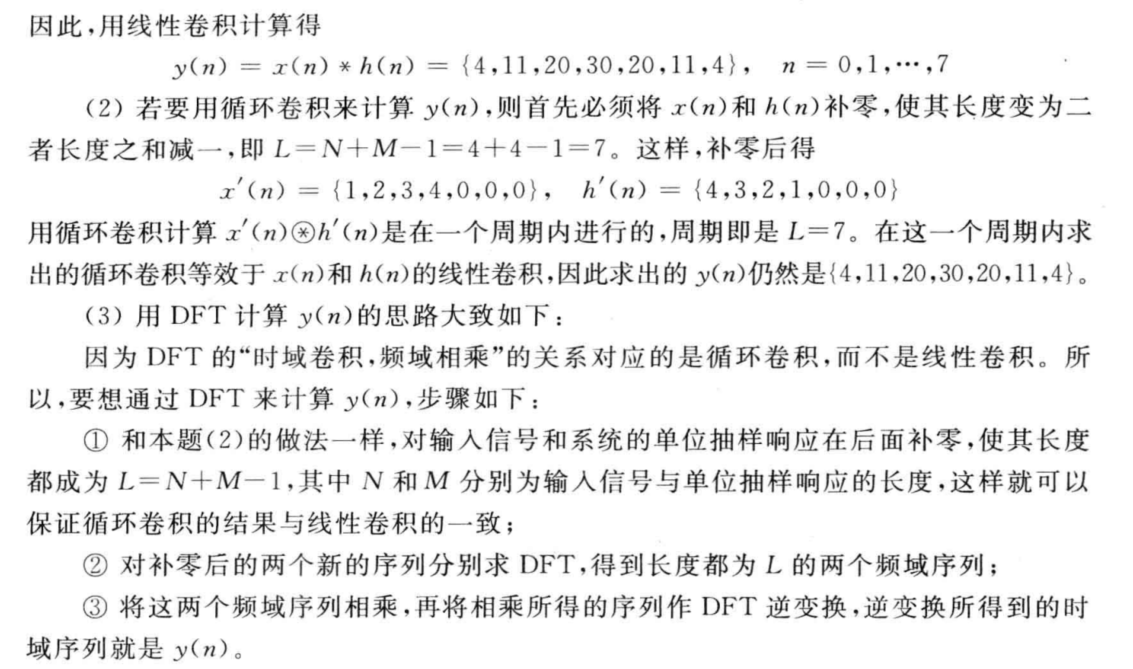 因此,用线性卷积计算得
y(n) = x(n) * h(n) = {4,11,20,30,20,11,4}, n = 0,1,⋯,7
(2) 若要用循环卷积来计算 y(n),则首先必须将 x(n)和 h(n)补零,使其长度变为二
者长度之和减一,即 L=N+M−1=4+4−1=7。这样,补零后得
x′(n) = {1,2,3,4,0,0,0}, h′(n) = {4,3,2,1,0,0,0}
用循环卷积计算 x′(n)⊛h′(n)是在一个周期内进行的,周期即是 L=7。在这一个周期内求
出的循环卷积等效于 x(n)和 h(n)的线性卷积,因此求出的 y(n)仍然是{4,11,20,30,20,11,4}。
(3) 用 DFT 计算 y(n)的思路大致如下:
因为 DFT 的“时域卷积,频域相乘”的关系对应的是循环卷积,而不是线性卷积。所
以,要想通过 DFT 来计算 y(n),步骤如下:
① 和本题(2)的做法一样,对输入信号和系统的单位抽样响应在后面补零,使其长度
都成为 L=N+M−1,其中 N 和 M 分别为输入信号与单位抽样响应的长度,这样就可以
保证循环卷积的结果与线性卷积的一致;
② 对补零后的两个新的序列分别求 DFT,得到长度都为 L 的两个频域序列;
③ 将这两个频域序列相乘,再将相乘所得的序列作 DFT 逆变换,逆变换所得到的时
域序列就是 y(n)。